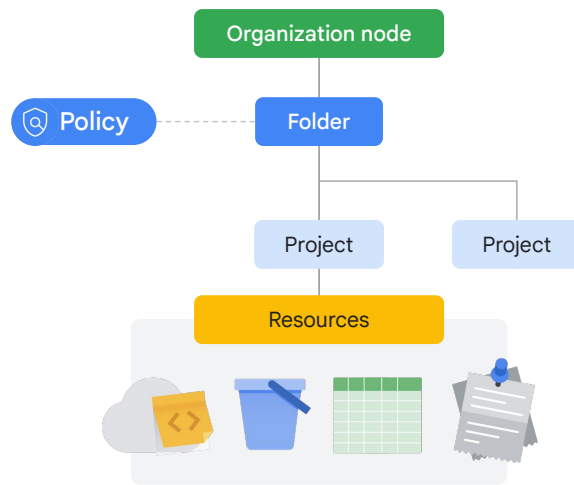 Organization node
Policy
Folder
Project
Project
Resources